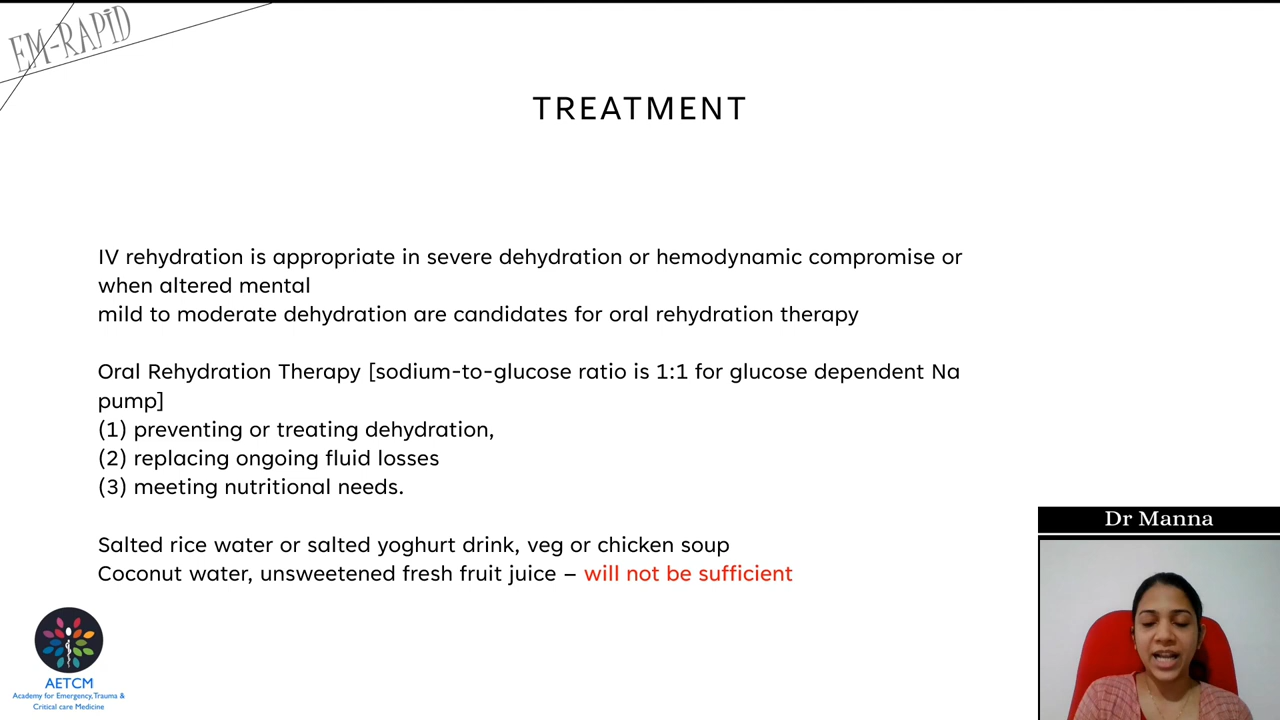 EM-RAPID
TREATMENT
IV rehydration is appropriate in severe dehydration or hemodynamic compromise or
when altered mental
mild to moderate dehydration are candidates for oral rehydration therapy
Oral Rehydration Therapy [sodium-to-glucose ratio is 1:1 for glucose dependent Na
pump]
(1) preventing or treating dehydration,
(2) replacing ongoing fluid losses
(3) meeting nutritional needs.
Salted rice water or salted yoghurt drink, veg or chicken soup
Coconut water, unsweetened fresh fruit juice – will not be sufficient
Dr Manna
AETCM
Academy for Emergency, Trauma &
Critical care Medicine